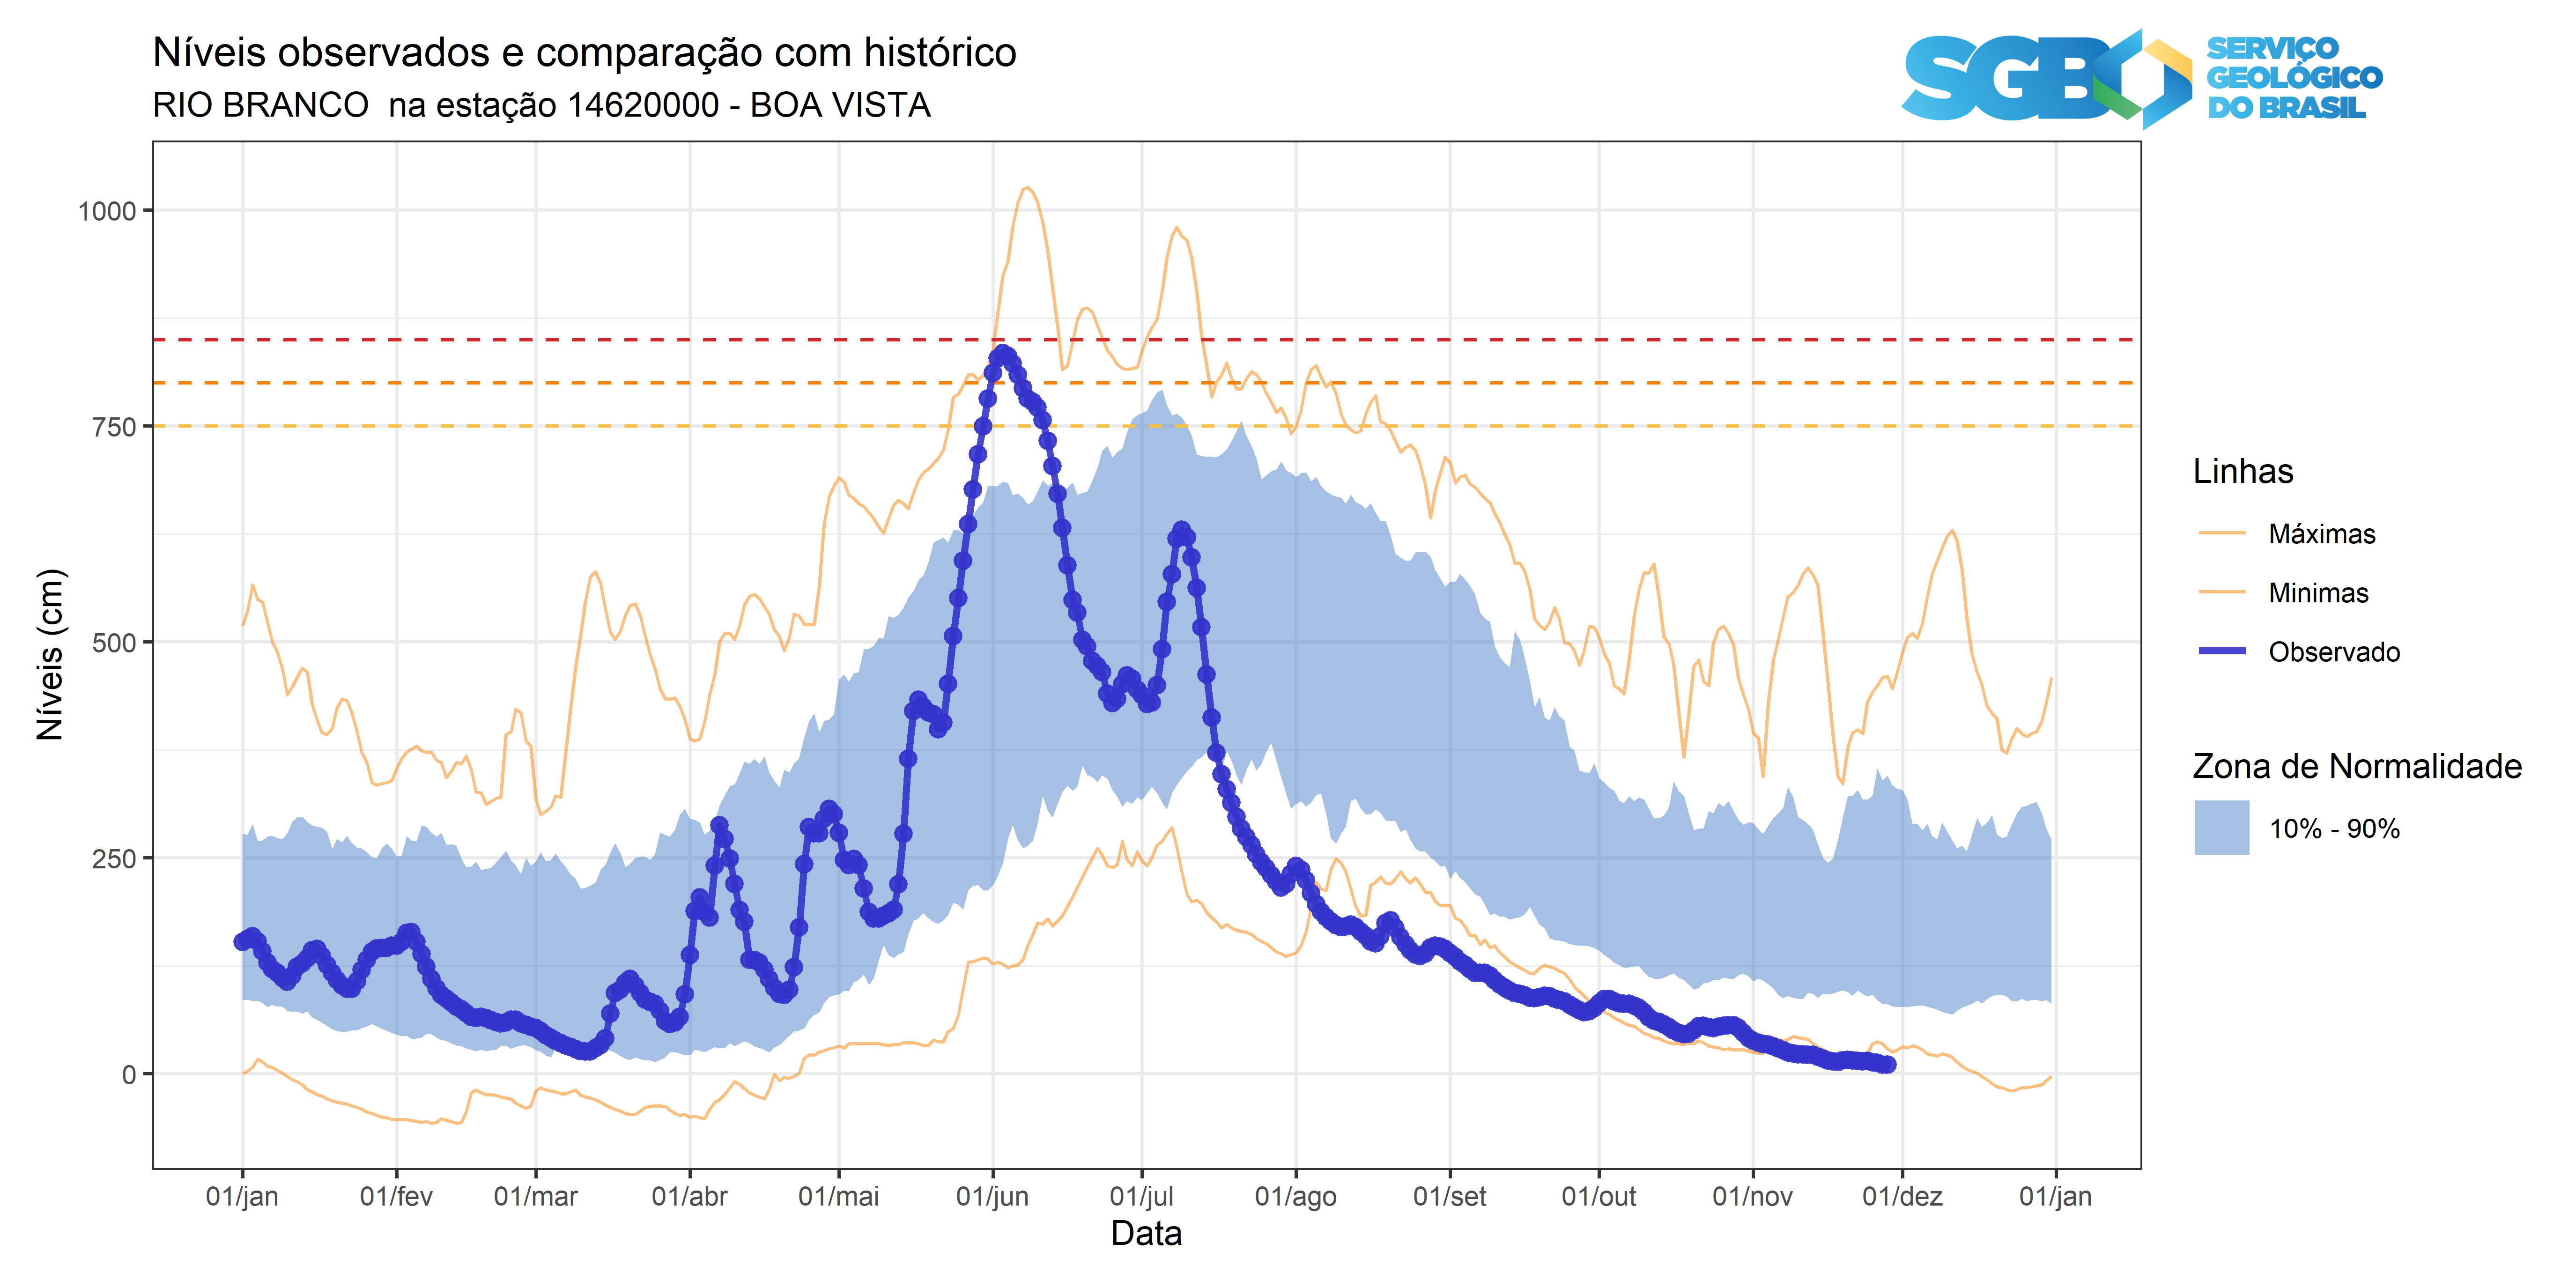 Níveis observados e comparação com histórico
RIO BRANCO  na estação 14620000 - BOA VISTA
SGB
SERVIÇO
GEOLÓGICO
DO BRASIL
Níveis (cm)
1000
750
500
250
0
01/jan
01/fev
01/mar
01/abr
01/mai
01/jun
01/jul
01/ago
01/set
01/out
01/nov
01/dez
01/jan
Data
Linhas
Máximas
Minimas
Observado
Zona de Normalidade
10% - 90%